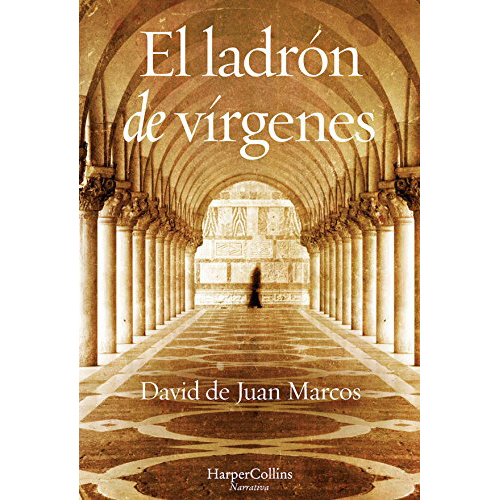 El ladrón
de vírgenes
David de Juan Marcos
HarperCollins
Narrativa